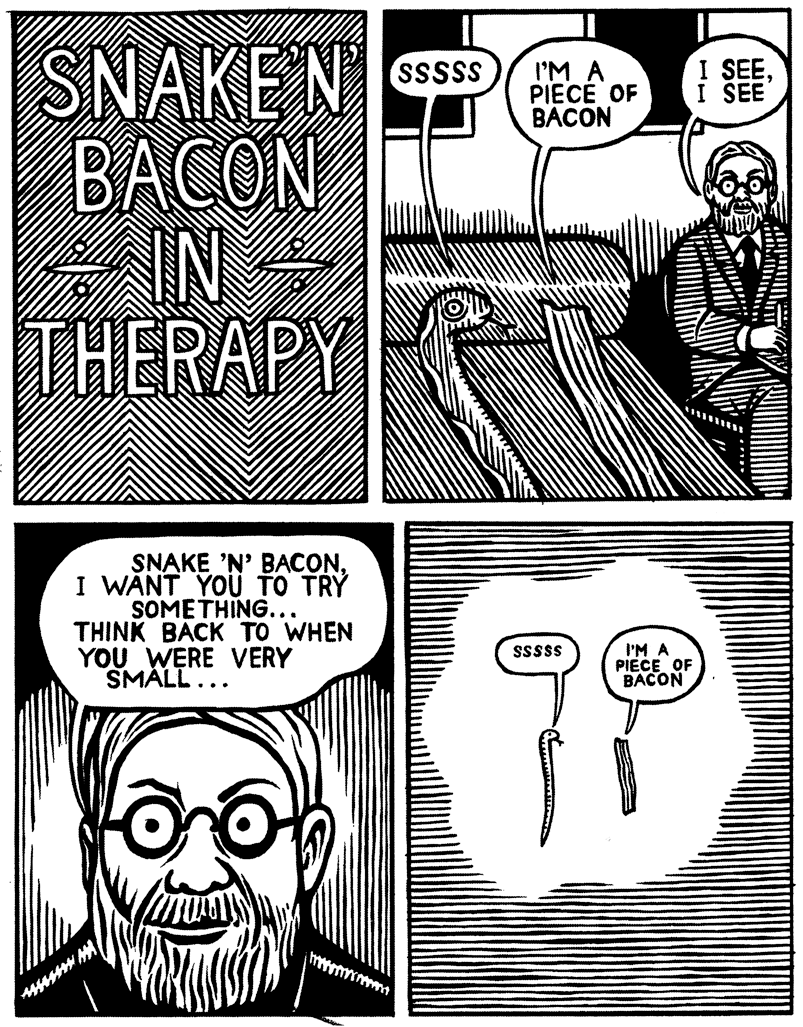 SNAKE 'N'
BACON
IN
THERAPY
SSSSS
I'M A
PIECE OF
BACON
I SEE,
I SEE
SNAKE 'N' BACON,
I WANT YOU TO TRY
SOMETHING...
THINK BACK TO WHEN
YOU WERE VERY
SMALL...
SSSSS
I'M A
PIECE OF
BACON